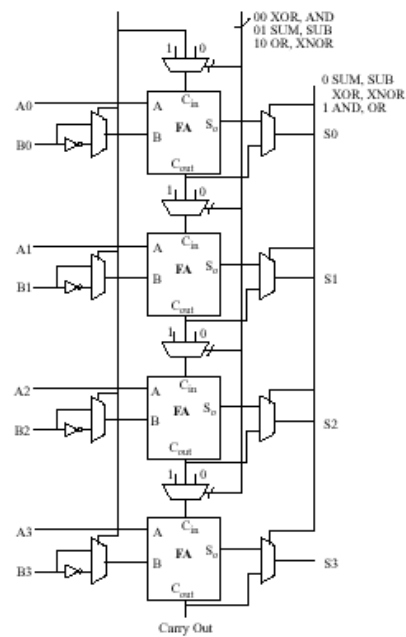 00 XOR, AND
01 SUM, SUB
10 OR, XNOR
0 SUM, SUB
XOR, XNOR
1 AND, OR
1 0
Cin
A0 A
FA So
B0 B S0
Cout
1 0
Cin
A1 A
FA So
B1 B S1
Cout
1 0
Cin
A2 A
FA So
B2 B S2
Cout
1 0
Cin
A3 A
FA So
B3 B S3
Cout
Carry Out